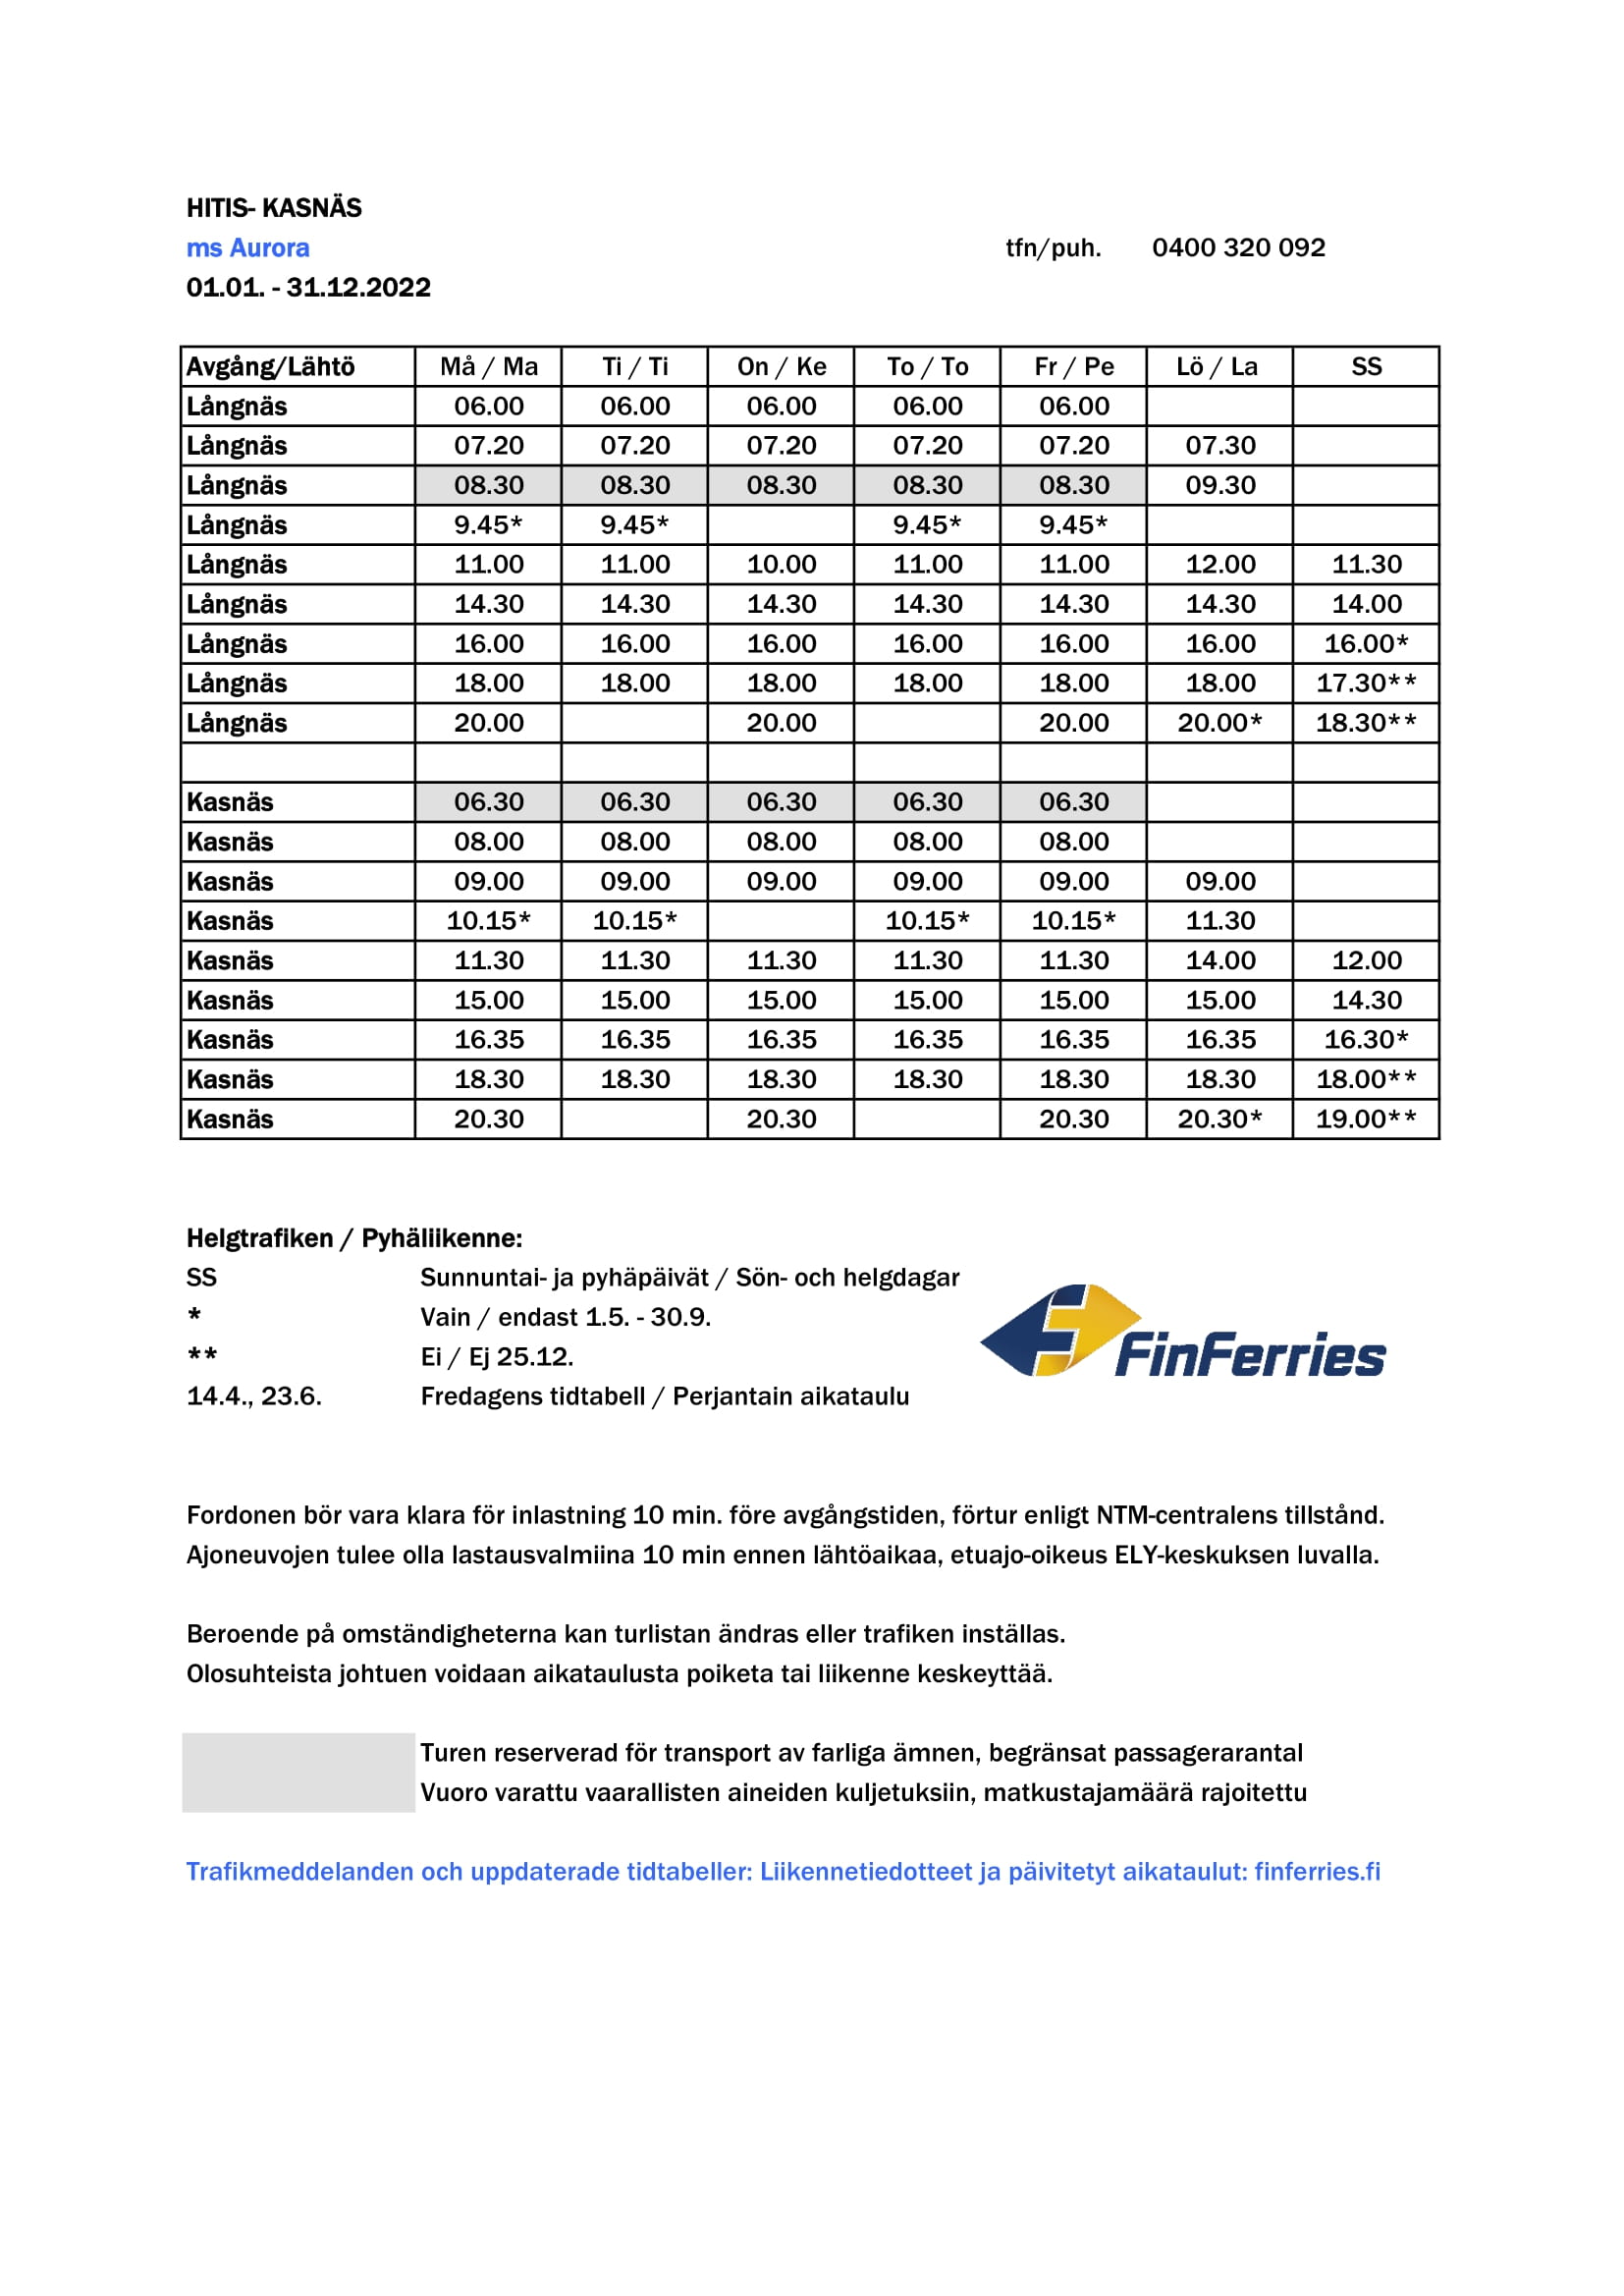 HITIS- KASNÄS
ms Aurora tfn/puh. 0400 320 092
01.01. - 31.12.2022
Avgång/Lähtö Må / Ma Ti / Ti On / Ke To / To Fr / Pe Lö / La SS
Långnäs 06.00 06.00 06.00 06.00 06.00
Långnäs 07.20 07.20 07.20 07.20 07.20 07.30
Långnäs 08.30 08.30 08.30 08.30 08.30 09.30
Långnäs 9.45* 9.45* 9.45* 9.45*
Långnäs 11.00 11.00 10.00 11.00 11.00 12.00 11.30
Långnäs 14.30 14.30 14.30 14.30 14.30 14.30 14.00
Långnäs 16.00 16.00 16.00 16.00 16.00 16.00 16.00*
Långnäs 18.00 18.00 18.00 18.00 18.00 18.00 17.30**
Långnäs 20.00 20.00 20.00 20.00* 18.30**
Kasnäs 06.30 06.30 06.30 06.30 06.30
Kasnäs 08.00 08.00 08.00 08.00 08.00
Kasnäs 09.00 09.00 09.00 09.00 09.00 09.00
Kasnäs 10.15* 10.15* 10.15* 10.15* 11.30
Kasnäs 11.30 11.30 11.30 11.30 11.30 14.00 12.00
Kasnäs 15.00 15.00 15.00 15.00 15.00 15.00 14.30
Kasnäs 16.35 16.35 16.35 16.35 16.35 16.35 16.30*
Kasnäs 18.30 18.30 18.30 18.30 18.30 18.30 18.00**
Kasnäs 20.30 20.30 20.30 20.30* 19.00**
Helgtrafiken / Pyhäliikenne:
SS Sunnuntai- ja pyhäpäivät / Sön- och helgdagar
* Vain / endast 1.5. - 30.9.
** Ei / Ej 25.12.
FinFerries
14.4., 23.6. Fredagens tidtabell / Perjantain aikataulu
Fordonen bör vara klara för inlastning 10 min. före avgångstiden, förtur enligt NTM-centralens tillstånd.
Ajoneuvojen tulee olla lastausvalmiina 10 min ennen lähtöaikaa, etuajo-oikeus ELY-keskuksen luvalla.
Beroende på omständigheterna kan turlistan ändras eller trafiken inställas.
Olosuhteista johtuen voidaan aikataulusta poiketa tai liikenne keskeyttää.
Turen reserverad för transport av farliga ämnen, begränsat passagerarantal
Vuoro varattu vaarallisten aineiden kuljetuksiin, matkustajamäärä rajoitettu
Trafikmeddelanden och uppdaterade tidtabeller: Liikennetiedotteet ja päivitetyt aikataulut: finferries.fi